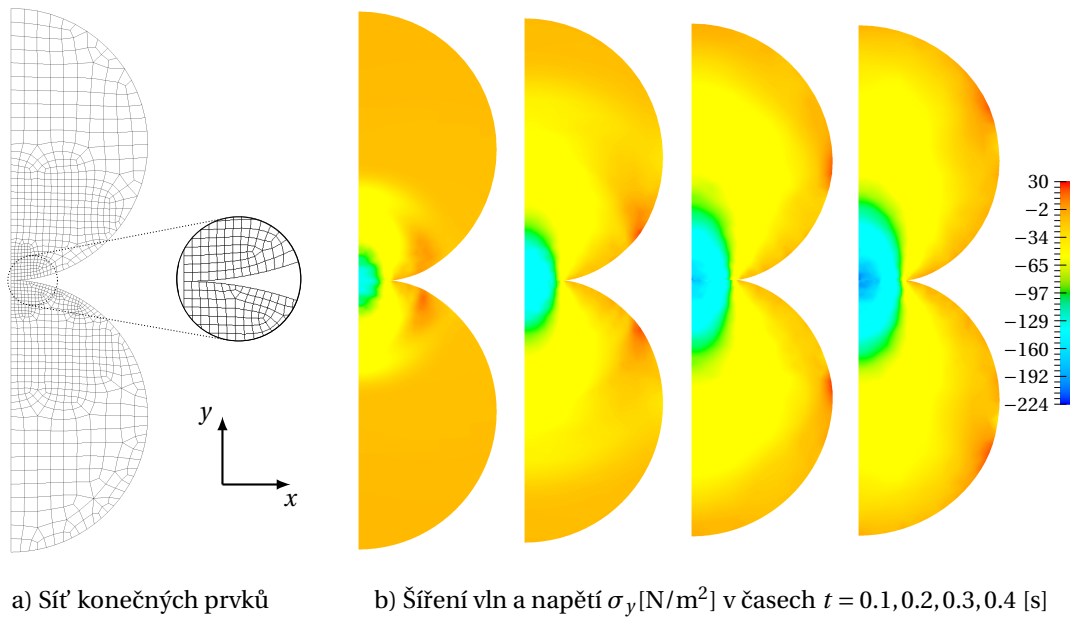 30
−2
−34
−65
−97
−129
−160
−192
−224
y
x
a) Síť konečných prvků
b) Šíření vln a napětí σy[N/m²] v časech t = 0.1,0.2,0.3,0.4 [s]